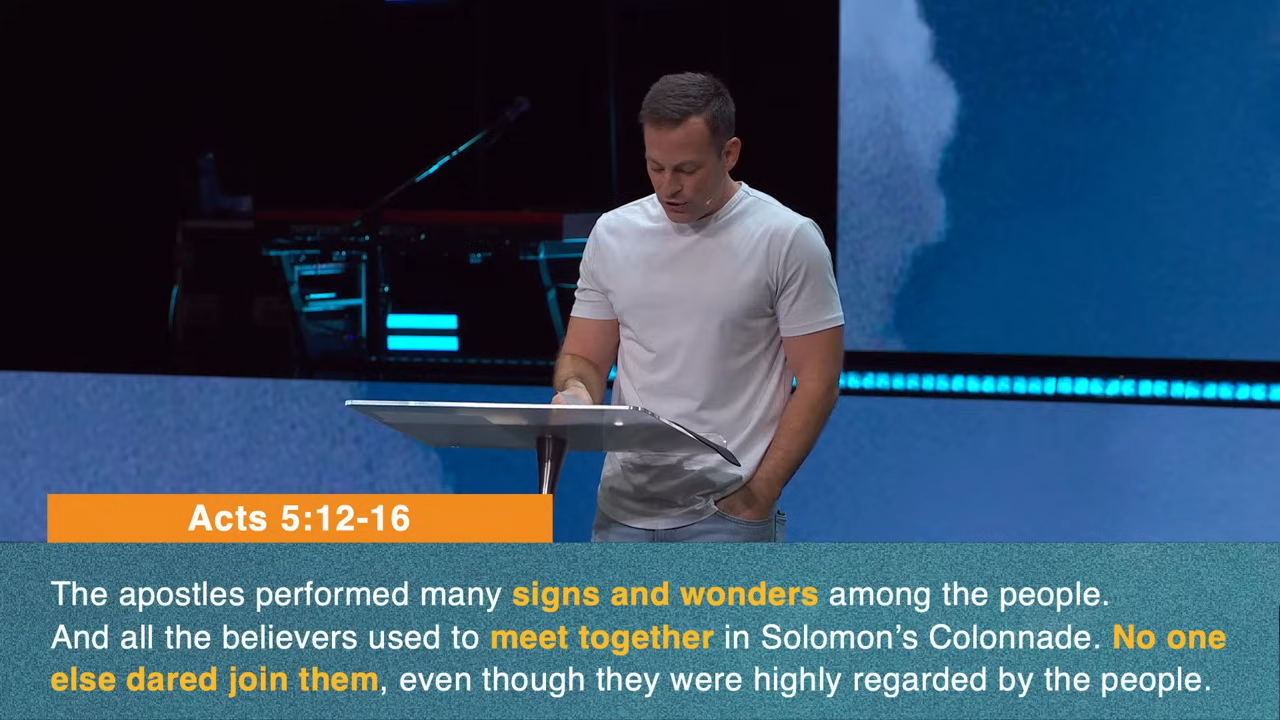 Acts 5:12-16
The apostles performed many signs and wonders among the people.
And all the believers used to meet together in Solomon’s Colonnade. No one
else dared join them, even though they were highly regarded by the people.